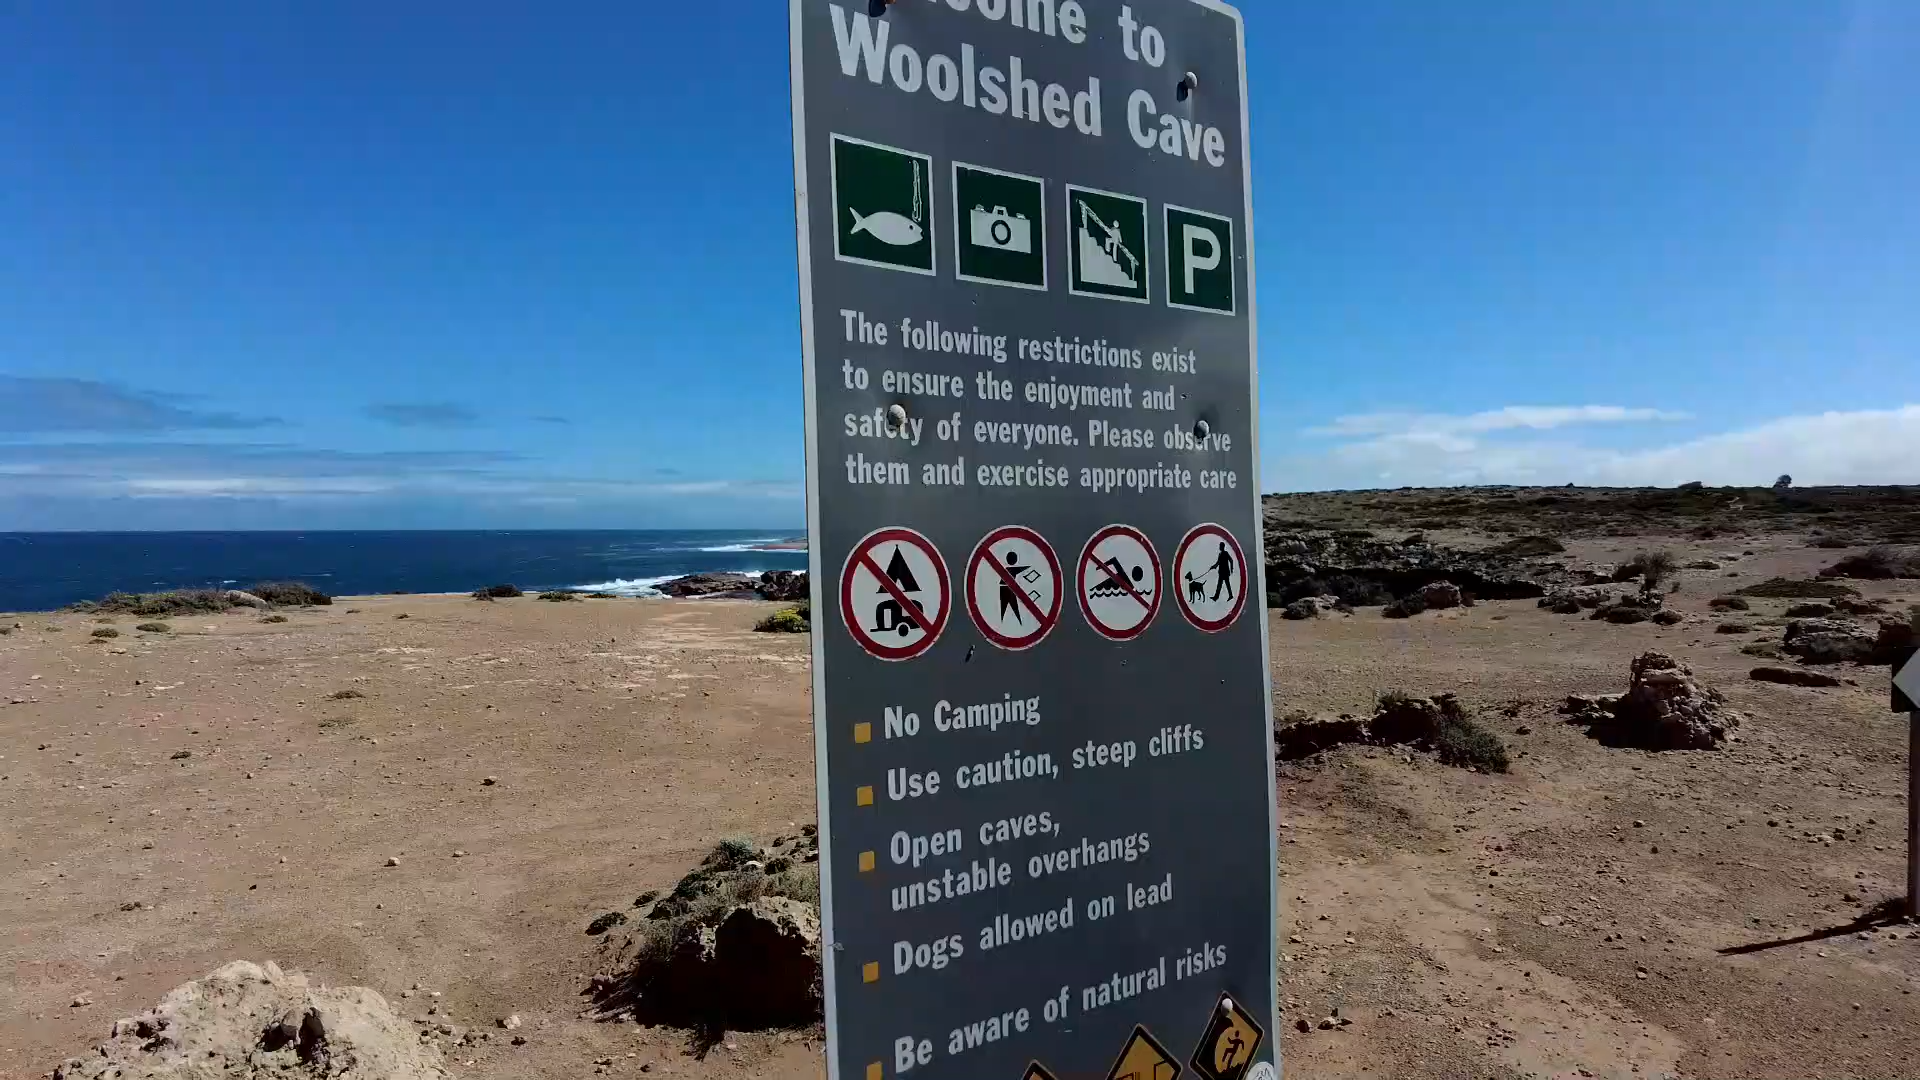 to
Woolshed Cave
P
The following restrictions exist
to ensure the enjoyment and
safety of everyone. Please observe
them and exercise appropriate care
No Camping
Use caution, steep cliffs
Open caves,
unstable overhangs
Dogs allowed on lead
Be aware of natural risks